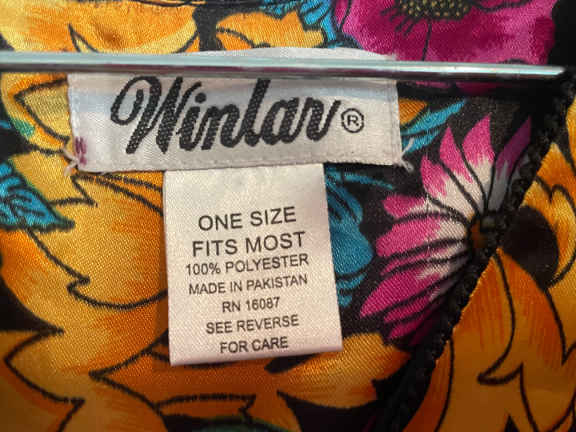 Winlar®
ONE SIZE
FITS MOST
100% POLYESTER
MADE IN PAKISTAN
RN 16087
SEE REVERSE
FOR CARE